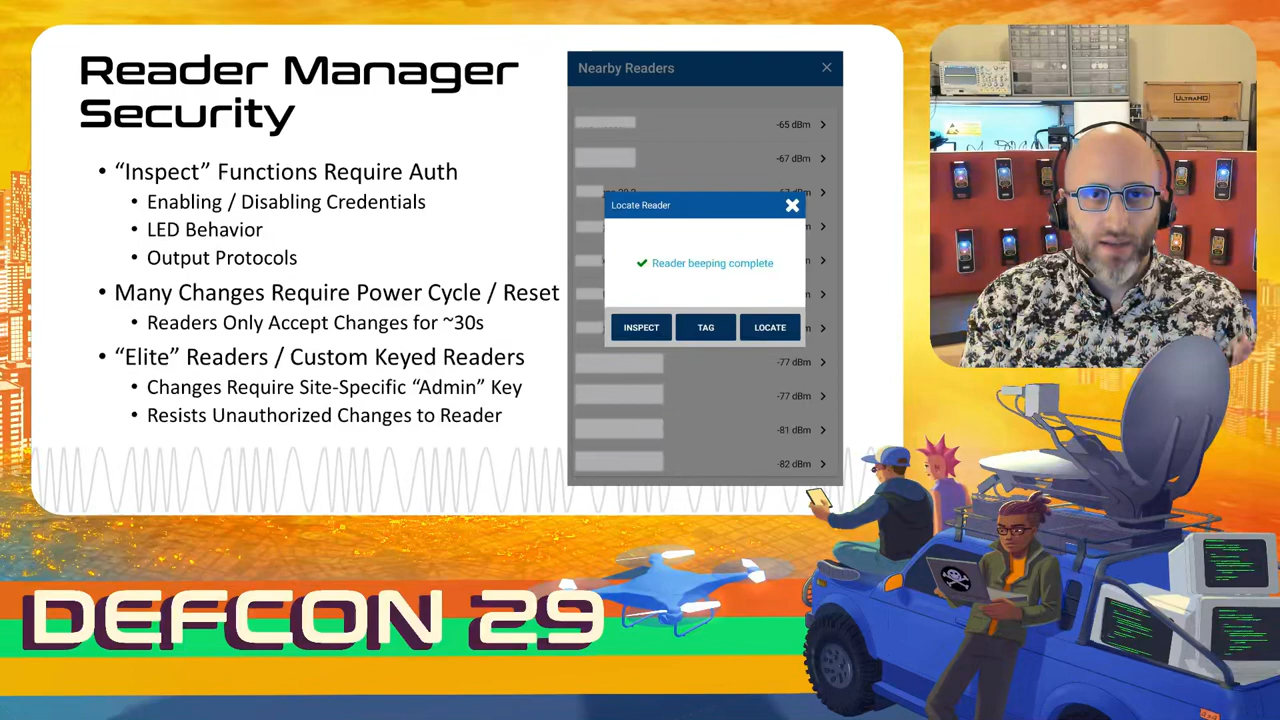 Reader Manager
Security
• “Inspect” Functions Require Auth
• Enabling / Disabling Credentials
• LED Behavior
• Output Protocols
• Many Changes Require Power Cycle / Reset
• Readers Only Accept Changes for ~30s
• “Elite” Readers / Custom Keyed Readers
• Changes Require Site-Specific “Admin” Key
• Resists Unauthorized Changes to Reader
Nearby Readers
-65 dBm
-67 dBm
-67 dBm
Locate Reader
Reader beeping complete
INSPECT TAG LOCATE
-77 dBm
-77 dBm
-81 dBm
-82 dBm
ULTRAHD
DEFCON 29